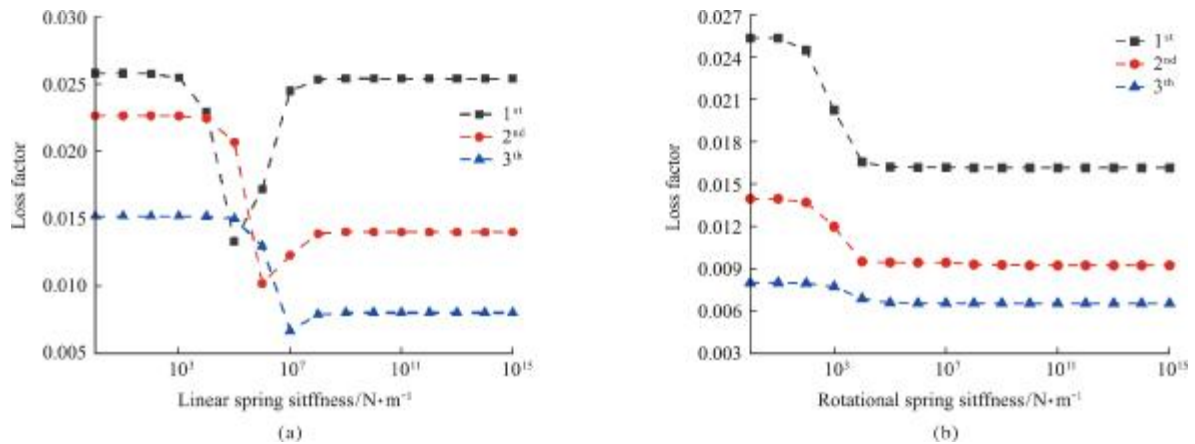 0.030
0.025
0.020
0.015
0.010
0.005
Loss factor
1ˢᵗ
2ⁿᵈ
3ᵗʰ
10³ 10⁷ 10¹¹ 10¹⁵
Linear spring sitffness/N•m⁻¹
(a)
0.027
0.024
0.021
0.018
0.015
0.012
0.009
0.006
0.003
Loss factor
1ˢᵗ
2ⁿᵈ
3ᵗʰ
10³ 10⁷ 10¹¹ 10¹⁵
Rotational spring sitffness/N•m⁻¹
(b)